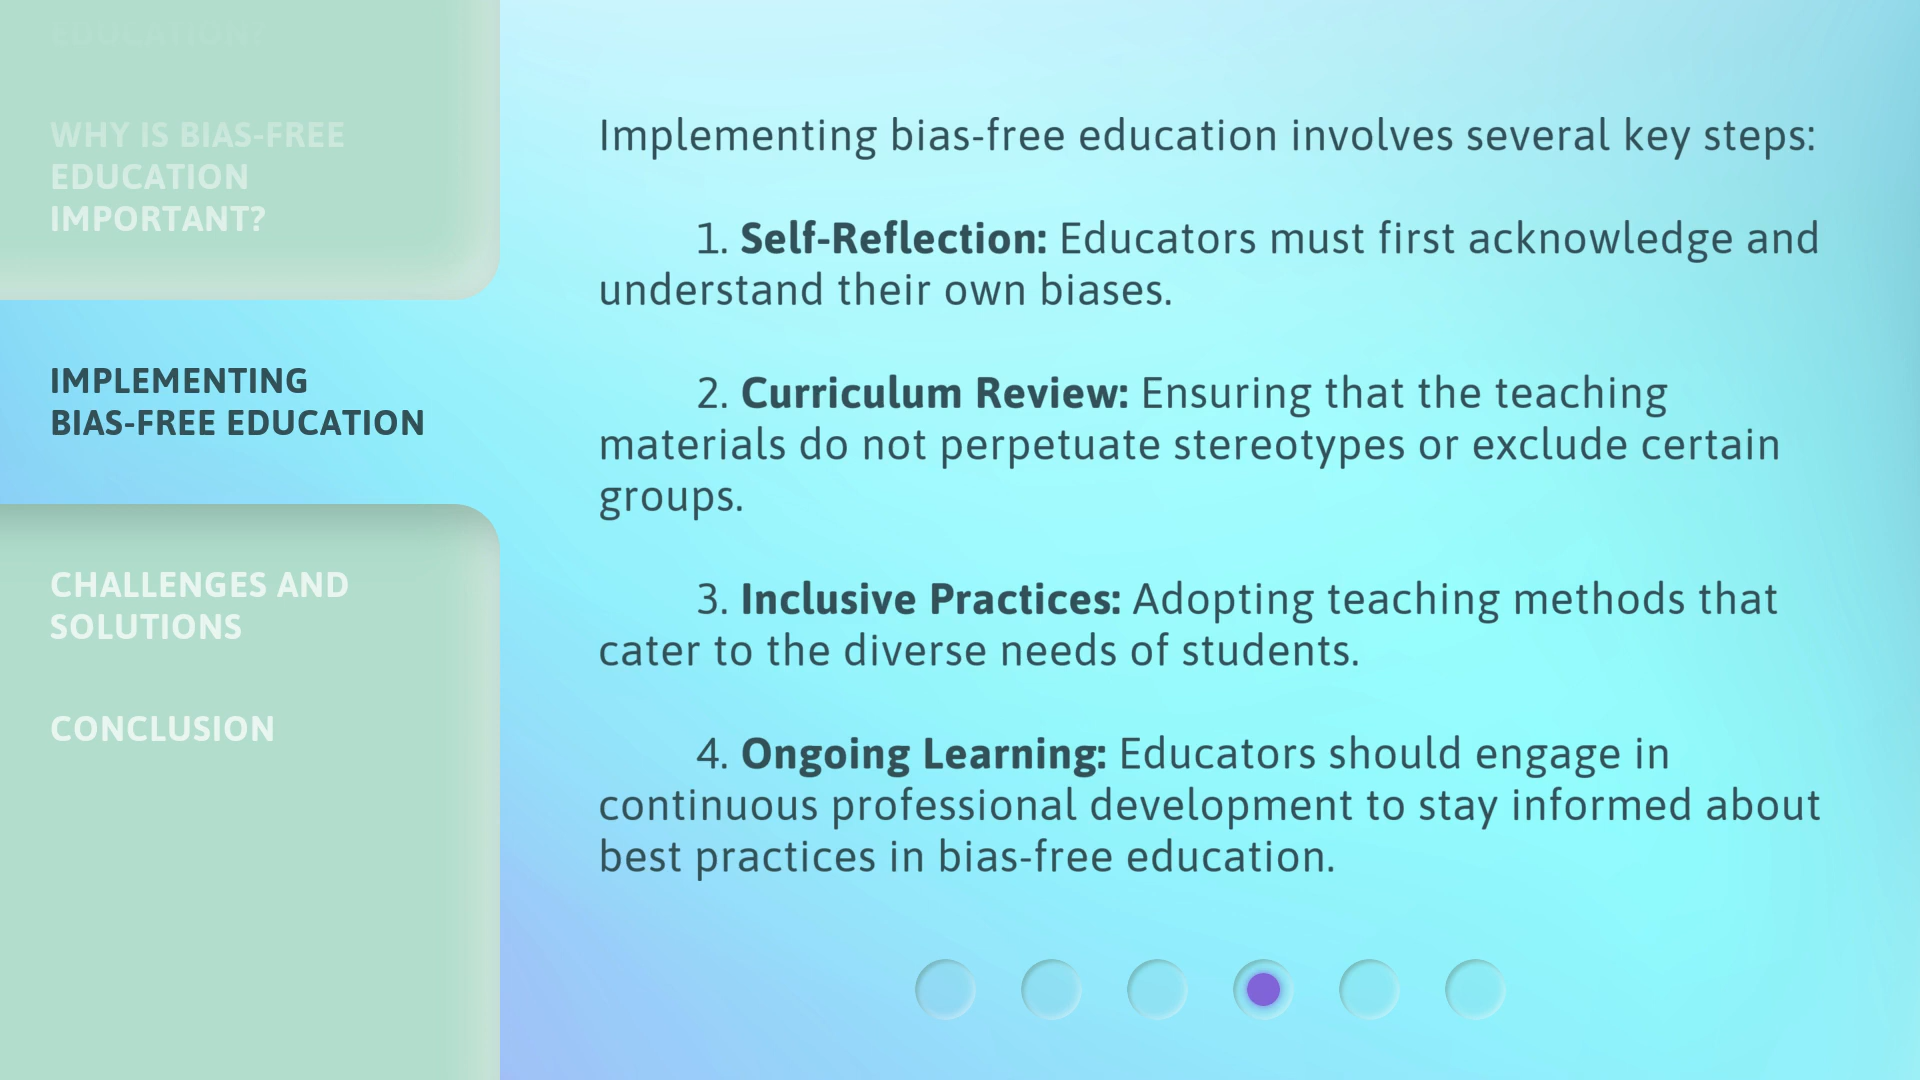 EDUCATION?
WHY IS BIAS-FREE
EDUCATION
IMPORTANT?
IMPLEMENTING
BIAS-FREE EDUCATION
CHALLENGES AND
SOLUTIONS
CONCLUSION
Implementing bias-free education involves several key steps:
1. Self-Reflection: Educators must first acknowledge and
understand their own biases.
2. Curriculum Review: Ensuring that the teaching
materials do not perpetuate stereotypes or exclude certain
groups.
3. Inclusive Practices: Adopting teaching methods that
cater to the diverse needs of students.
4. Ongoing Learning: Educators should engage in
continuous professional development to stay informed about
best practices in bias-free education.